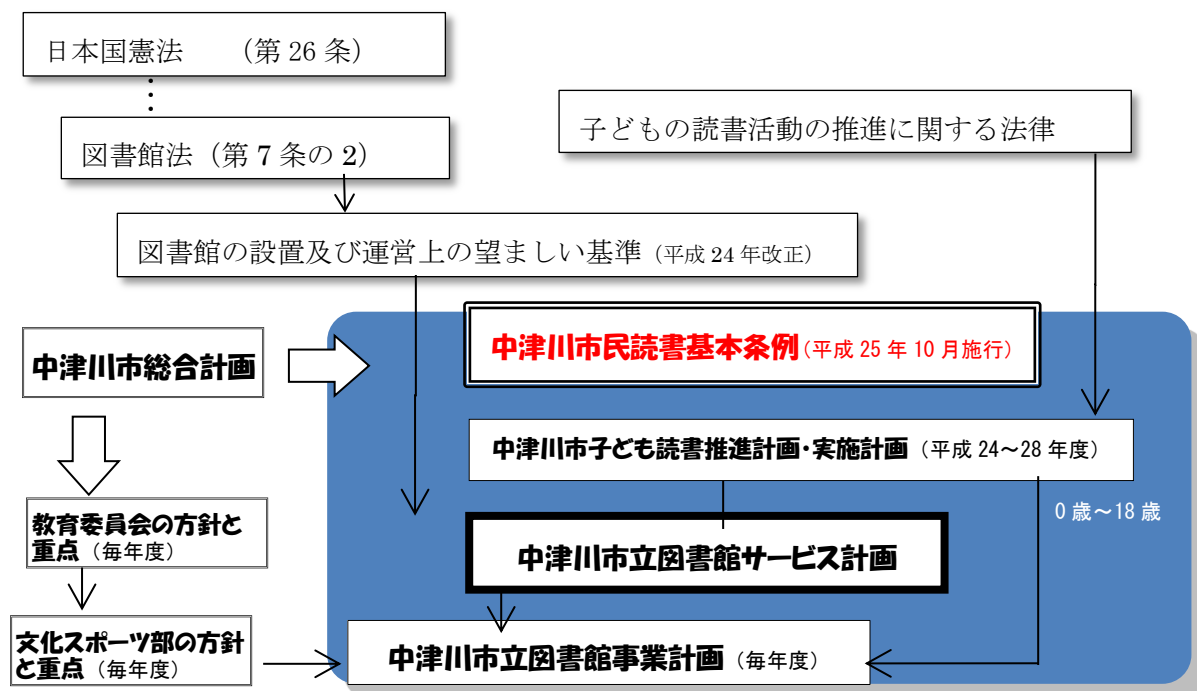 日本国憲法　　（第 26 条）
図書館法（第 7 条の 2）
子どもの読書活動の推進に関する法律
図書館の設置及び運営上の望ましい基準（平成 24 年改正）
中津川市民読書基本条例（平成 25 年 10 月施行）
中津川市総合計画
中津川市子ども読書推進計画・実施計画（平成 24～28 年度）
0 歳～18 歳
教育委員会の方針と
重点（毎年度）
中津川市立図書館サービス計画
文化スポーツ部の方針
と重点（毎年度）
中津川市立図書館事業計画（毎年度）